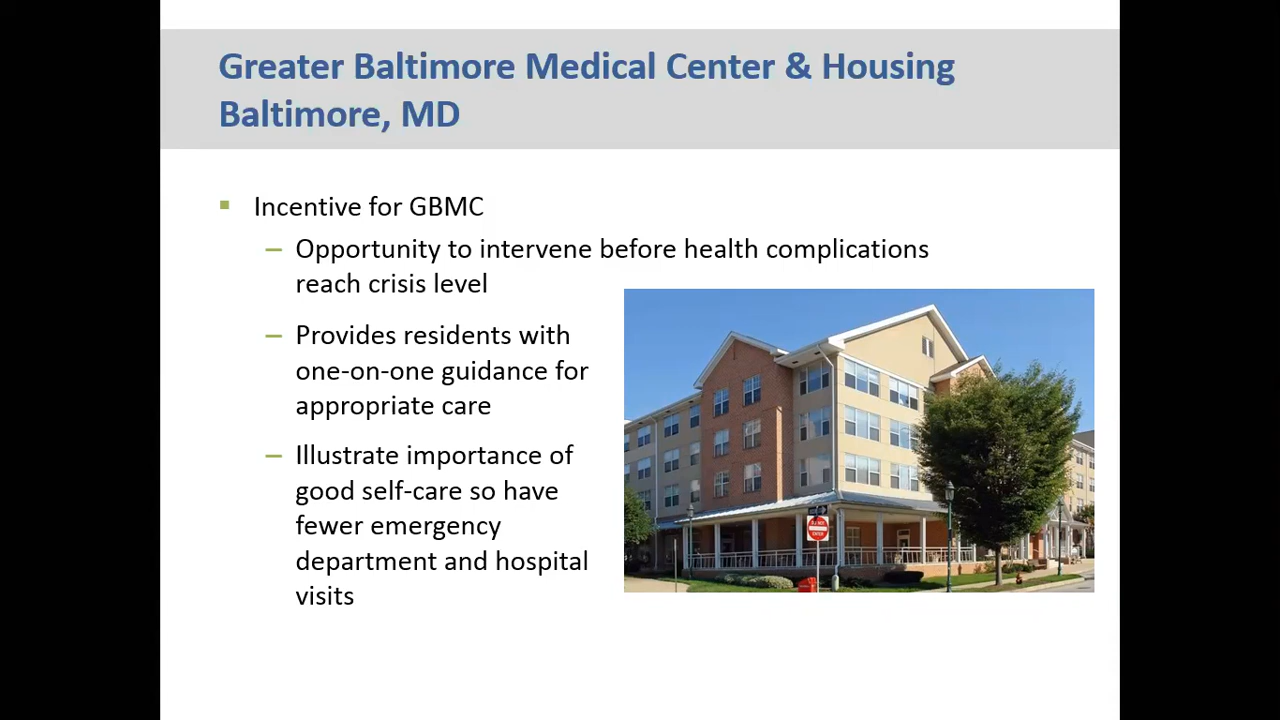 Greater Baltimore Medical Center & Housing
Baltimore, MD
Incentive for GBMC
– Opportunity to intervene before health complications
reach crisis level
– Provides residents with
one-on-one guidance for
appropriate care
– Illustrate importance of
good self-care so have
fewer emergency
department and hospital
visits